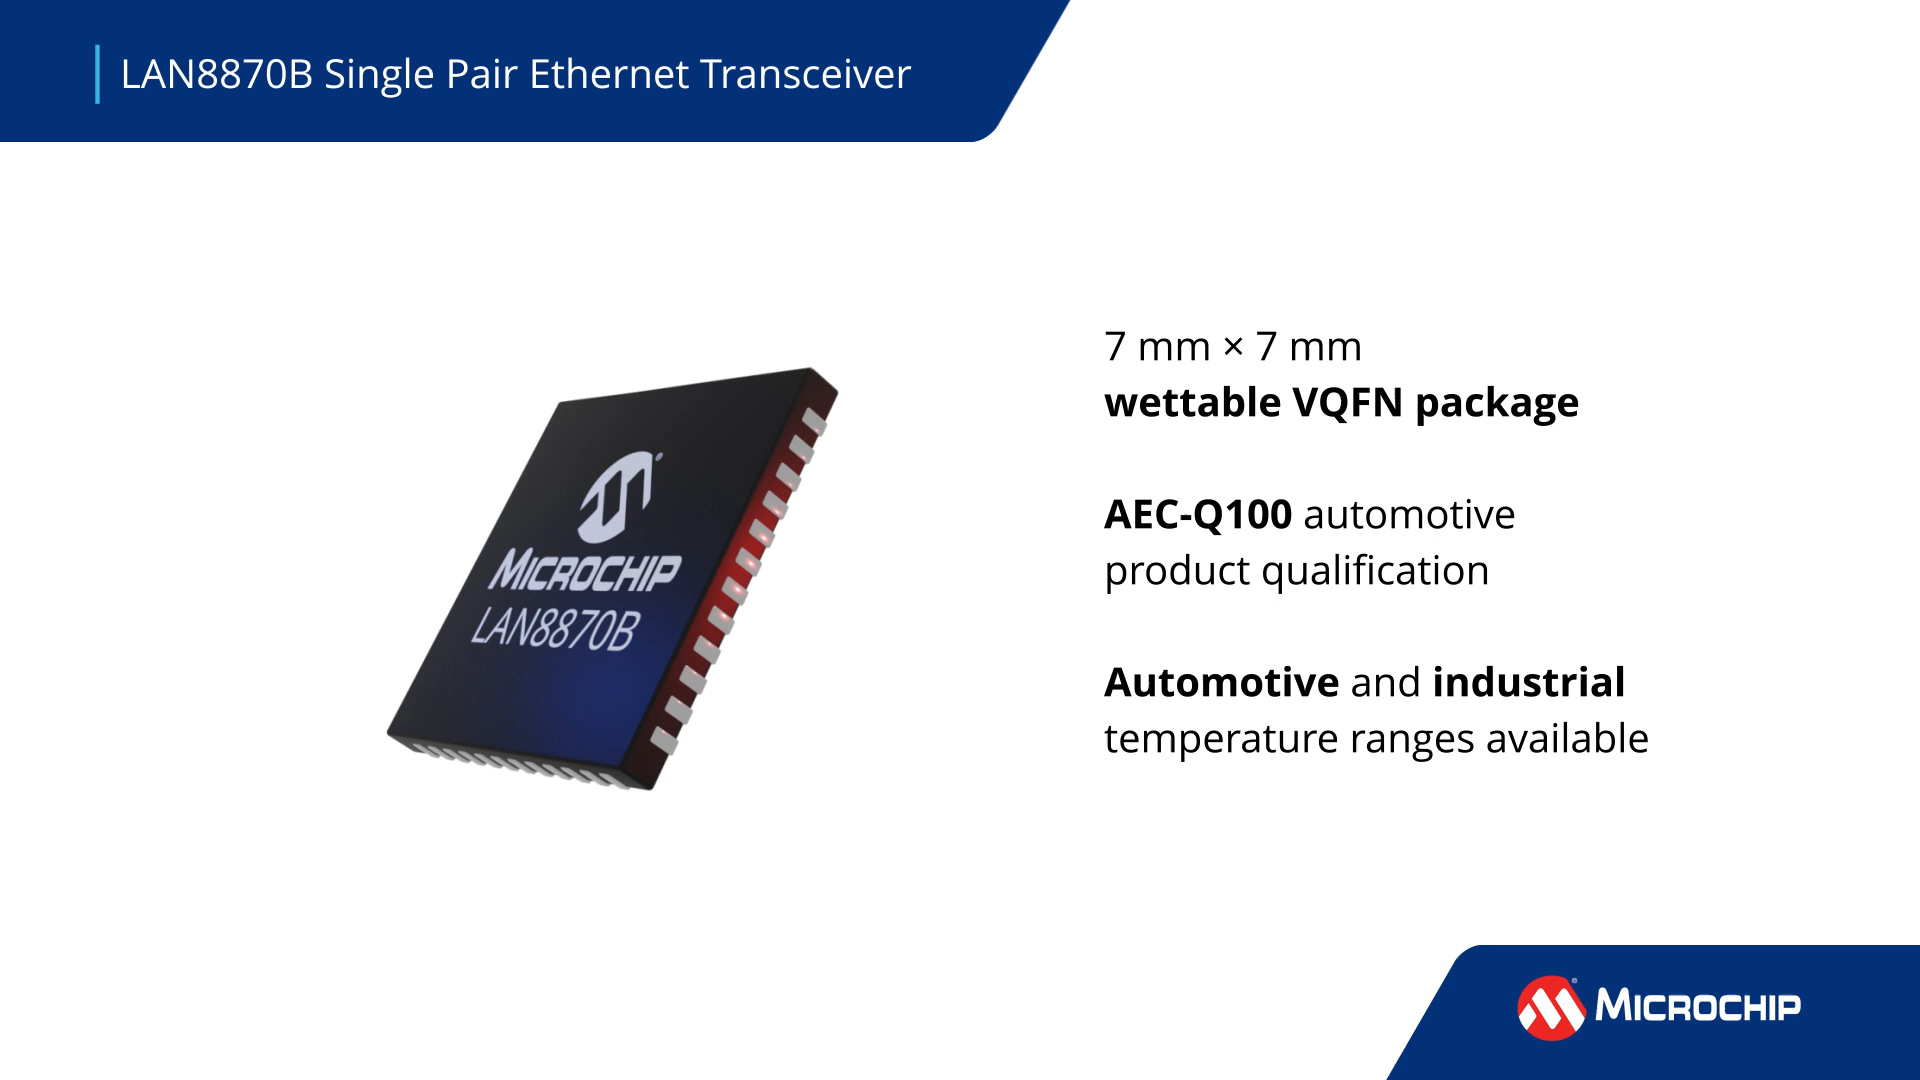 LAN8870B Single Pair Ethernet Transceiver
MICROCHIP
LAN8870B
7 mm × 7 mm
wettable VQFN package
AEC-Q100 automotive
product qualification
Automotive and industrial
temperature ranges available
MICROCHIP